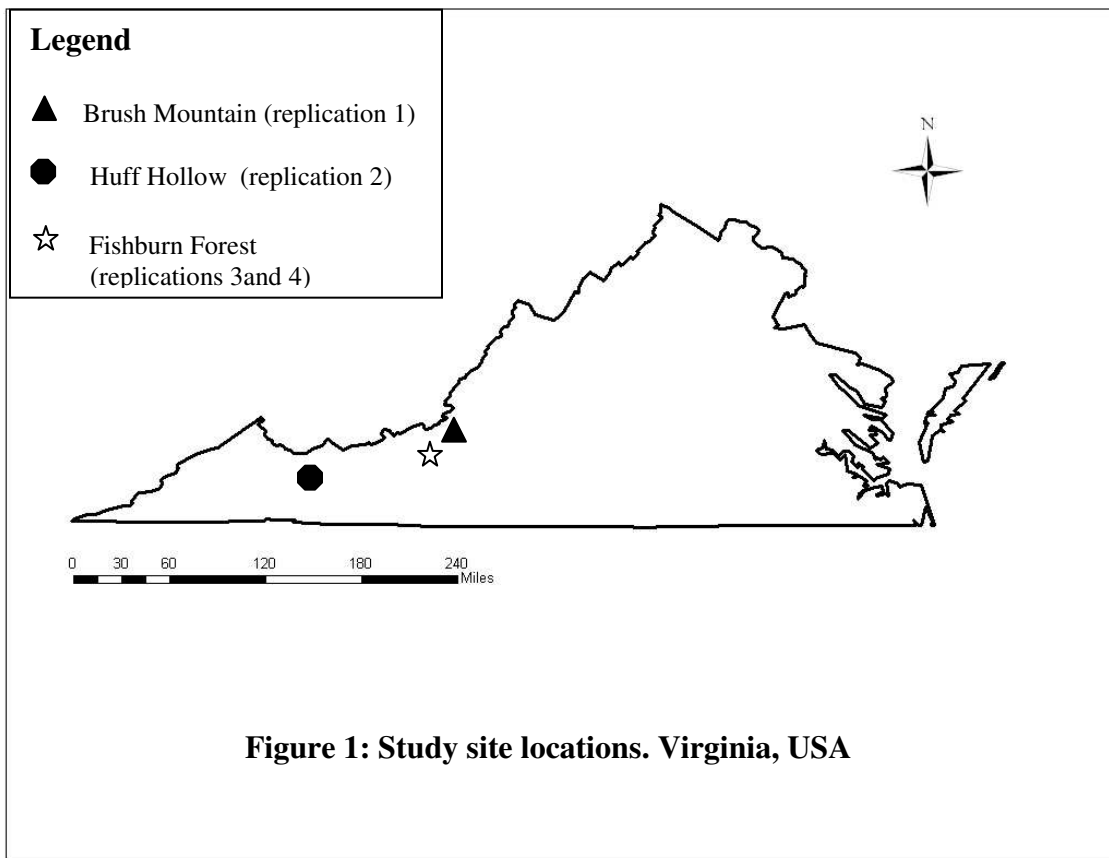 Legend
Brush Mountain (replication 1)
Huff Hollow (replication 2)
Fishburn Forest
(replications 3and 4)
N
0 30 60 120 180 240
Miles
Figure 1: Study site locations. Virginia, USA